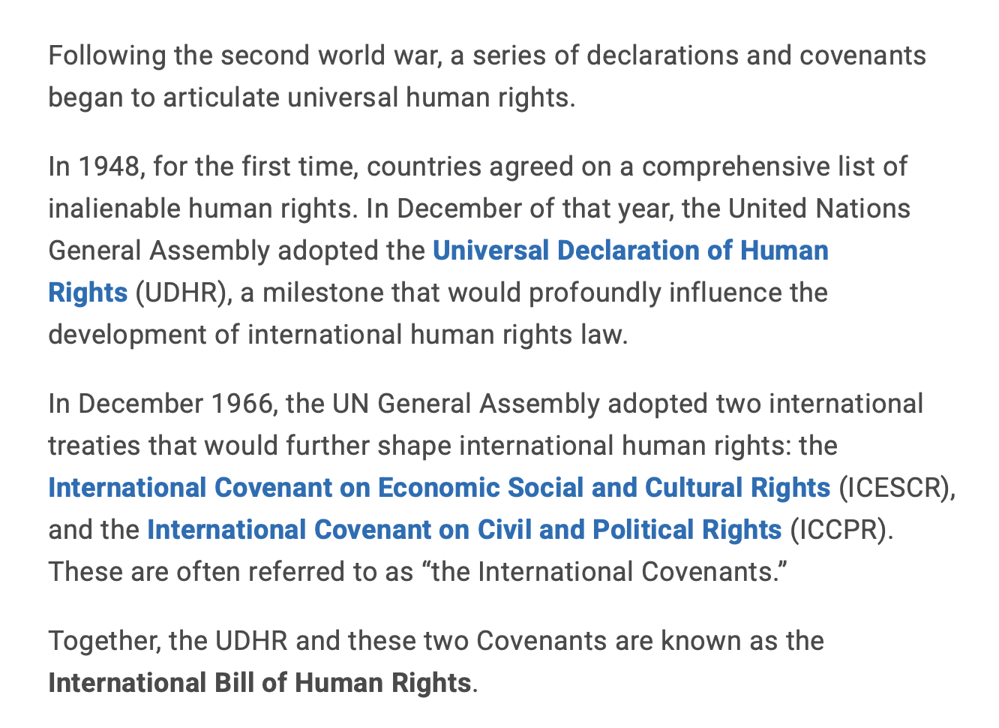 Following the second world war, a series of declarations and covenants
began to articulate universal human rights.
In 1948, for the first time, countries agreed on a comprehensive list of
inalienable human rights. In December of that year, the United Nations
General Assembly adopted the Universal Declaration of Human
Rights (UDHR), a milestone that would profoundly influence the
development of international human rights law.
In December 1966, the UN General Assembly adopted two international
treaties that would further shape international human rights: the
International Covenant on Economic Social and Cultural Rights (ICESCR),
and the International Covenant on Civil and Political Rights (ICCPR).
These are often referred to as “the International Covenants.”
Together, the UDHR and these two Covenants are known as the
International Bill of Human Rights.